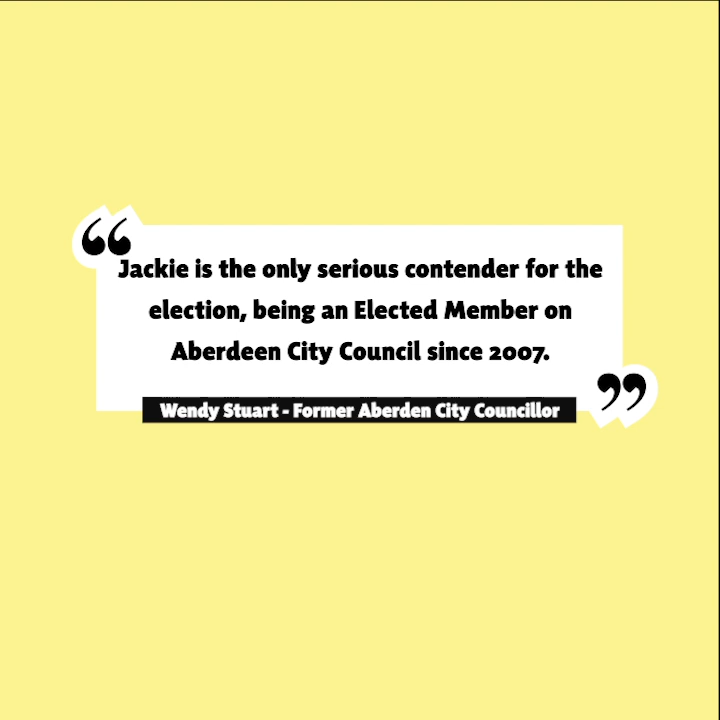 “
Jackie is the only serious contender for the
election, being an Elected Member on
Aberdeen City Council since 2007.
”
Wendy Stuart - Former Aberden City Councillor